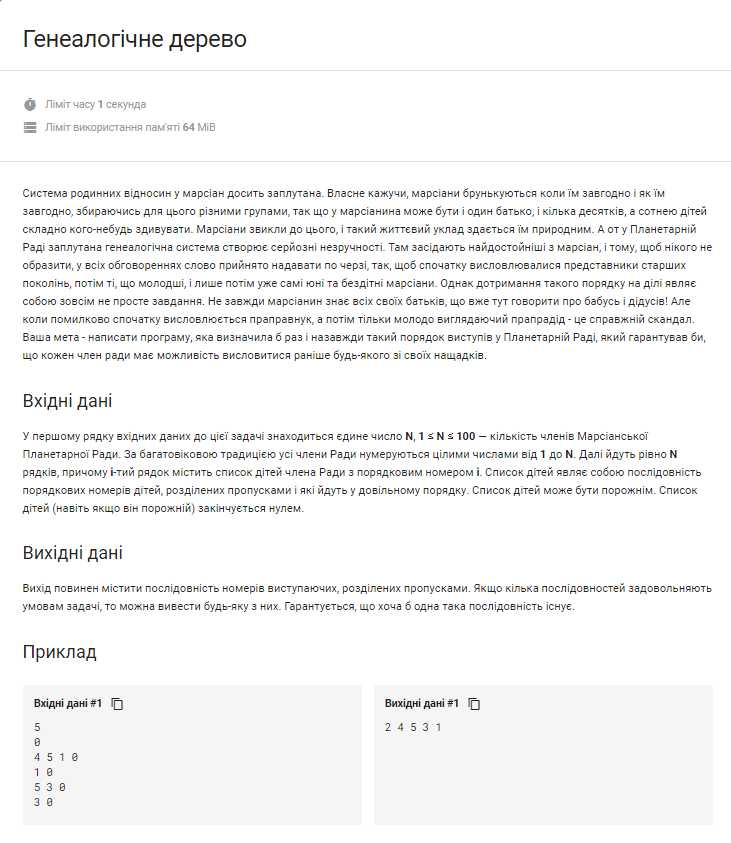 Генеалогічне дерево
Ліміт часу 1 секунда
Ліміт використання пам'яті 64 MiB
Система родинних відносин у марсіан досить заплутана. Власне кажучи, марсіани брунькуються коли їм завгодно і як їм
завгодно, збираючись для цього різними групами, так що у марсіанина може бути і один батько, і кілька десятків, а сотнею дітей
складно кого-небудь здивувати. Марсіани звикли до цього, і такий життєвий уклад здається їм природним. А от у Планетарній
Раді заплутана генеалогічна система створює серйозні незручності. Там засідають найдостойніші з марсіан, і тому, щоб нікого не
образити, у всіх обговореннях слово прийнято надавати по черзі, так, щоб спочатку висловлювалися представники старших
поколінь, потім ті, що молодші, і лише потім уже самі юні та бездітні марсіани. Однак дотримання такого порядку на ділі являє
собою зовсім не просте завдання. Не завжди марсіанин знає всіх своїх батьків, що вже тут говорити про бабусь і дідусів! Але
коли помилково спочатку висловлюється праправнук, а потім тільки молодо виглядаючий прапрадід - це справжній скандал.
Ваша мета - написати програму, яка визначила б раз і назавжди такий порядок виступів у Планетарній Раді, який гарантував би,
що кожен член ради має можливість висловитися раніше будь-якого зі своїх нащадків.
Вхідні дані
У першому рядку вхідних даних до цієї задачі знаходиться єдине число N, 1 ≤ N ≤ 100 — кількість членів Марсіанської
Планетарної Ради. За багатовіковою традицією усі члени Ради нумеруються цілими числами від 1 до N. Далі йдуть рівно N
рядків, причому i-тий рядок містить список дітей члена Ради з порядковим номером i. Список дітей являє собою послідовність
порядкових номерів дітей, розділених пропусками і які йдуть у довільному порядку. Список дітей може бути порожнім. Список
дітей (навіть якщо він порожній) закінчується нулем.
Вихідні дані
Вихід повинен містити послідовність номерів виступаючих, розділених пропусками. Якщо кілька послідовностей задовольняють
умовам задачі, то можна вивести будь-яку з них. Гарантується, що хоча б одна така послідовність існує.
Приклад
Вхідні дані #1
5
0
4 5 1 0
1 0
5 3 0
3 0
Вихідні дані #1
2 4 5 3 1